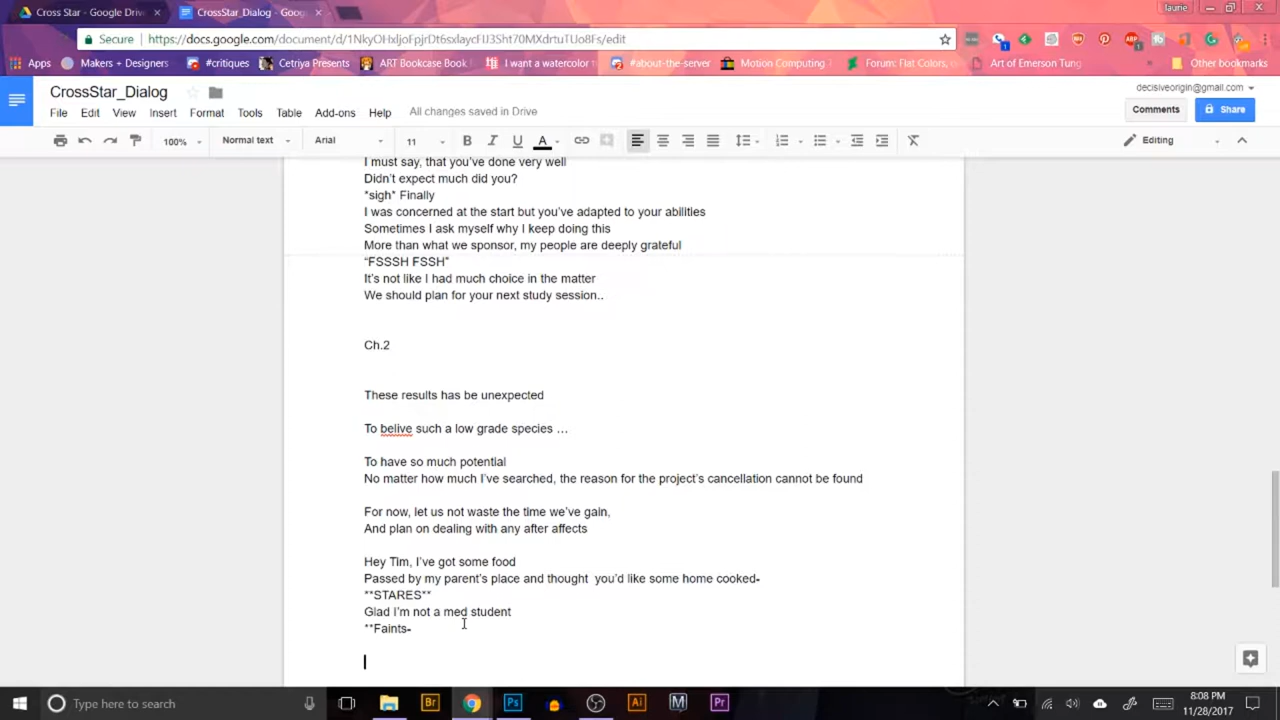 Cross Star - Google Driv
CrossStar_Dialog - Goog
laurie
Secure
https://docs.google.com/document/d/1NkyOHxljoFpjrDt6sxlaycFIJ3Sht70MXdrtuTUo8Fs/edit
Apps
Makers + Designers
#critiques
Cetriya Presents
ART Bookcase Book
I want a watercolor
#about-the-server
Motion Computing
Forum: Flat Colors,
Art of Emerson Tung
Other bookmarks
CrossStar_Dialog
decisiveorigin@gmail.com
File Edit View Insert Format Tools Table Add-ons Help
All changes saved in Drive
Comments
Share
100% Normal text Arial 11 B I U A
Editing
I must say, that you've done very well
Didn't expect much did you?
*sigh* Finally
I was concerned at the start but you've adapted to your abilities
Sometimes I ask myself why I keep doing this
More than what we sponsor, my people are deeply grateful
“FSSSH FSSH”
It's not like I had much choice in the matter
We should plan for your next study session..
Ch.2
These results has be unexpected
To belive such a low grade species …
To have so much potential
No matter how much I've searched, the reason for the project's cancellation cannot be found
For now, let us not waste the time we've gain,
And plan on dealing with any after affects
Hey Tim, I've got some food
Passed by my parent's place and thought  you'd like some home cooked-
**STARES**
Glad I'm not a med student
**Faints-
Type here to search
Br
Ps
Ai
M
Pr
8:08 PM
11/28/2017